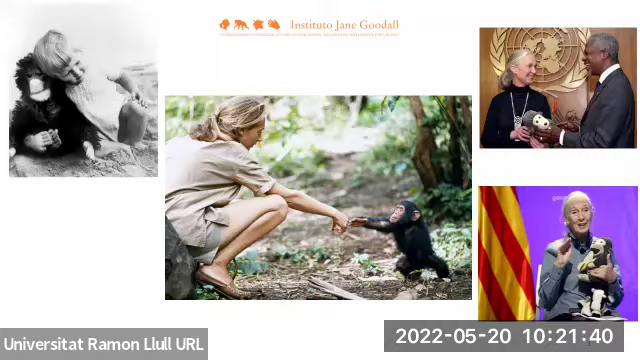 Instituto Jane Goodall
Universitat Ramon Llull URL
2022-05-20 10:21:40